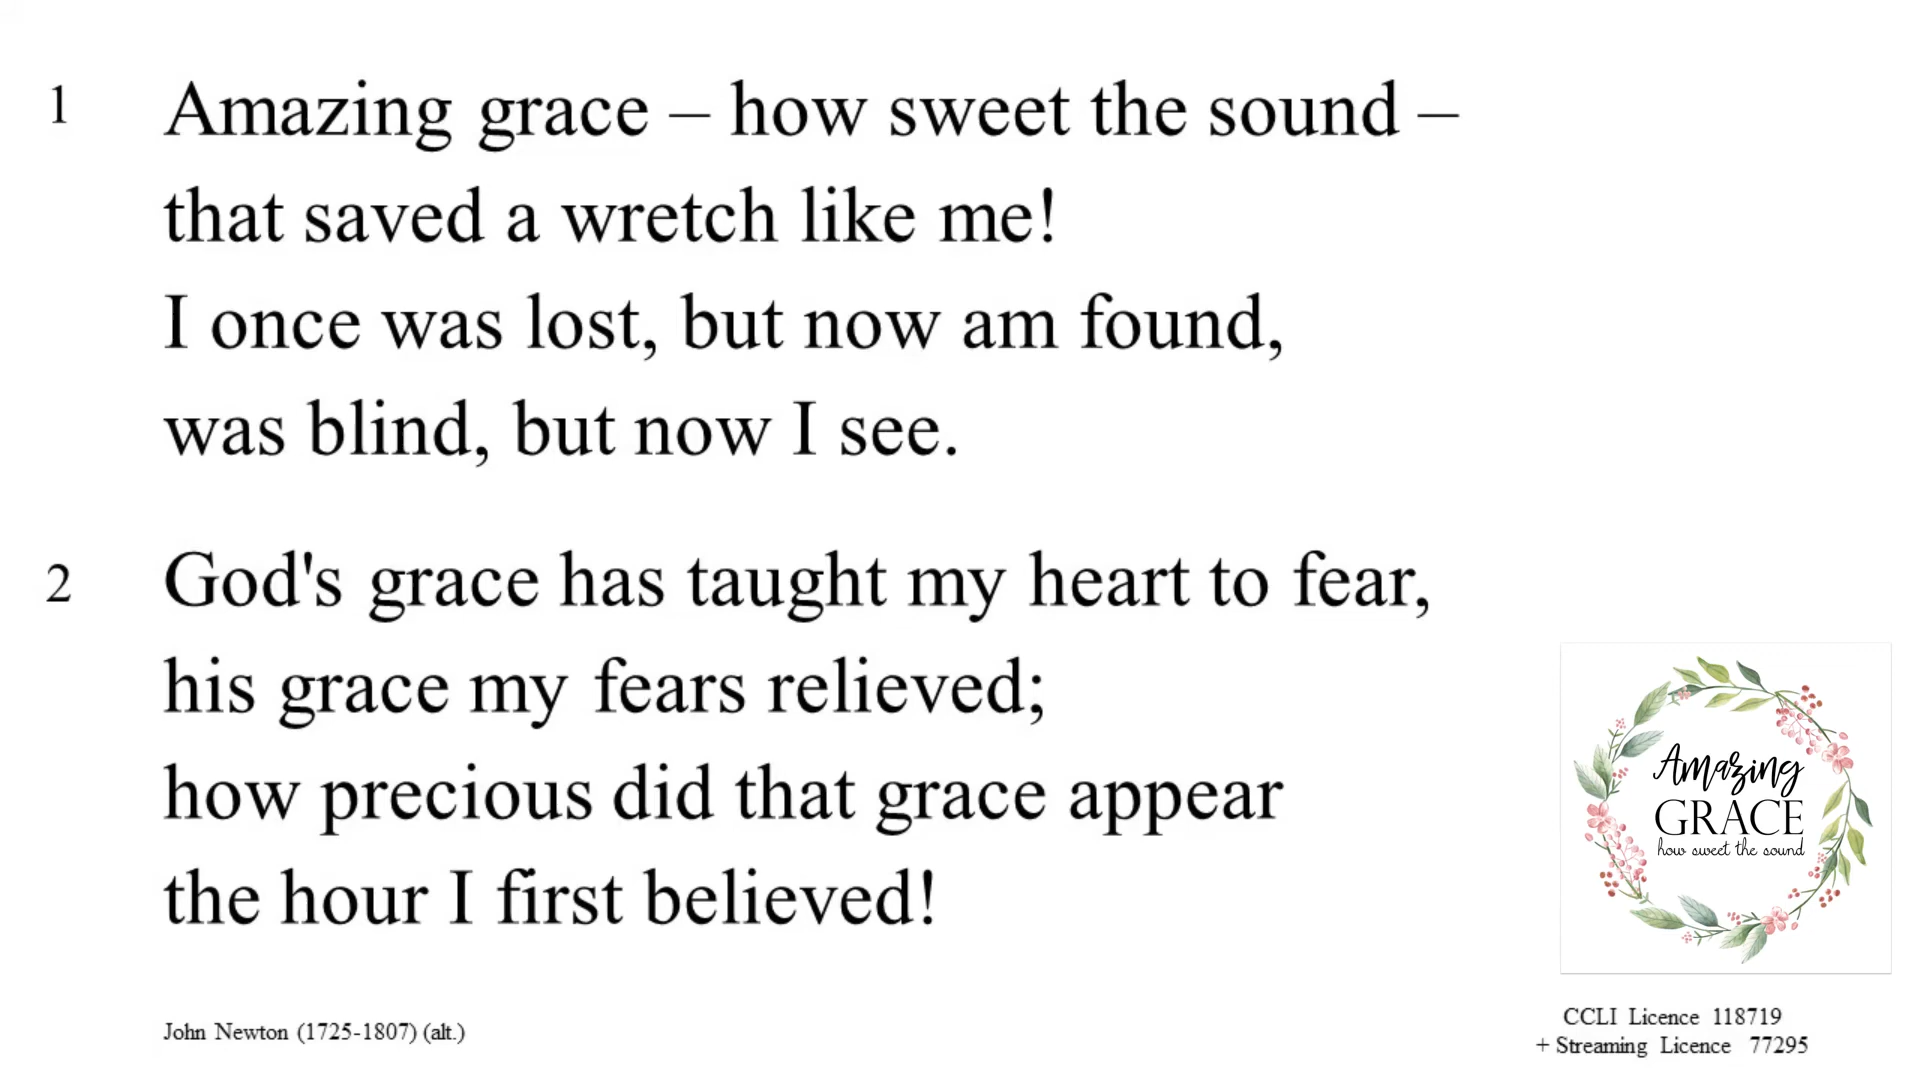 1 Amazing grace – how sweet the sound –
that saved a wretch like me!
I once was lost, but now am found,
was blind, but now I see.
2 God's grace has taught my heart to fear,
his grace my fears relieved;
how precious did that grace appear
the hour I first believed!
Amazing
GRACE
how sweet the sound
John Newton (1725-1807) (alt.)
CCLI Licence 118719
+ Streaming Licence 77295